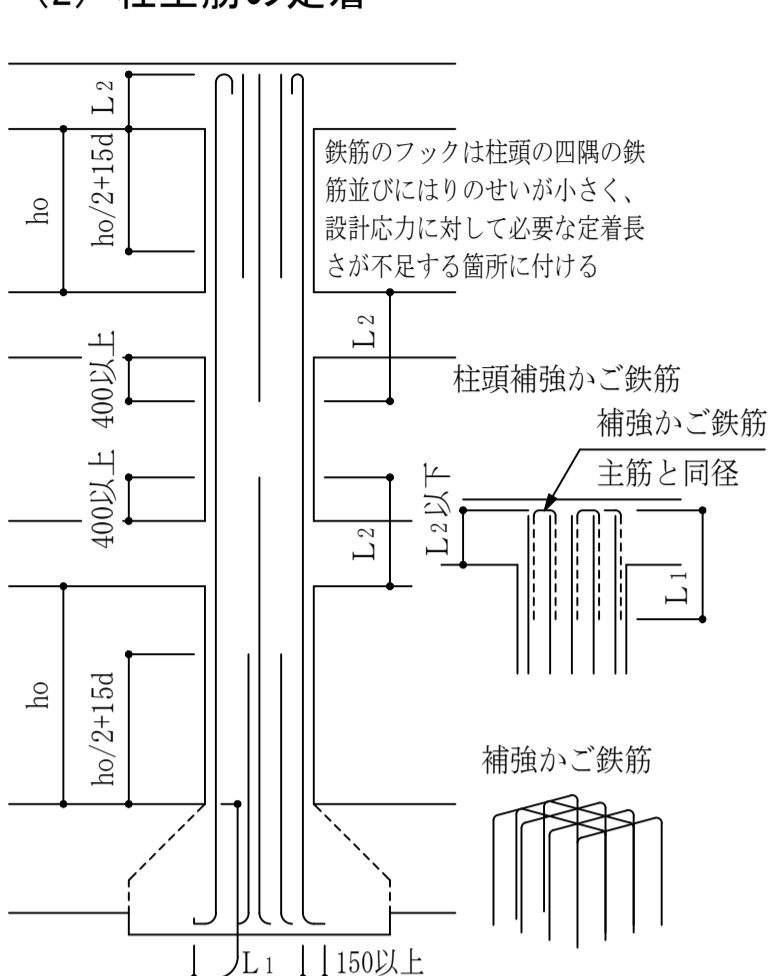 (2) 柱主筋の定着
L2
ho/2+15d
ho
鉄筋のフックは柱頭の四隅の鉄
筋並びにはりのせいが小さく、
設計応力に対して必要な定着長
さが不足する箇所に付ける
L2
400以上
400以上
L2
柱頭補強かご鉄筋
補強かご鉄筋
主筋と同径
L2以下
L1
ho
ho/2+15d
補強かご鉄筋
L1
150以上